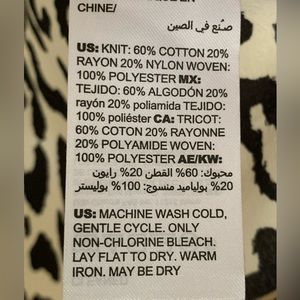 CHINE/
صنع في الصين
US: KNIT: 60% COTTON 20%
RAYON 20% NYLON WOVEN:
100% POLYESTER MX:
TEJIDO: 60% ALGODÓN 20%
rayón 20% poliamida TEJIDO:
100% poliéster CA: TRICOT:
60% COTON 20% RAYONNE
20% POLYAMIDE WOVEN:
100% POLYESTER AE/KW:
محبوك: 60% القطن 20% رايون
20% بولياميد منسوج: 100% بوليستر
US: MACHINE WASH COLD,
GENTLE CYCLE. ONLY
NON-CHLORINE BLEACH.
LAY FLAT TO DRY. WARM
IRON. MAY BE DRY